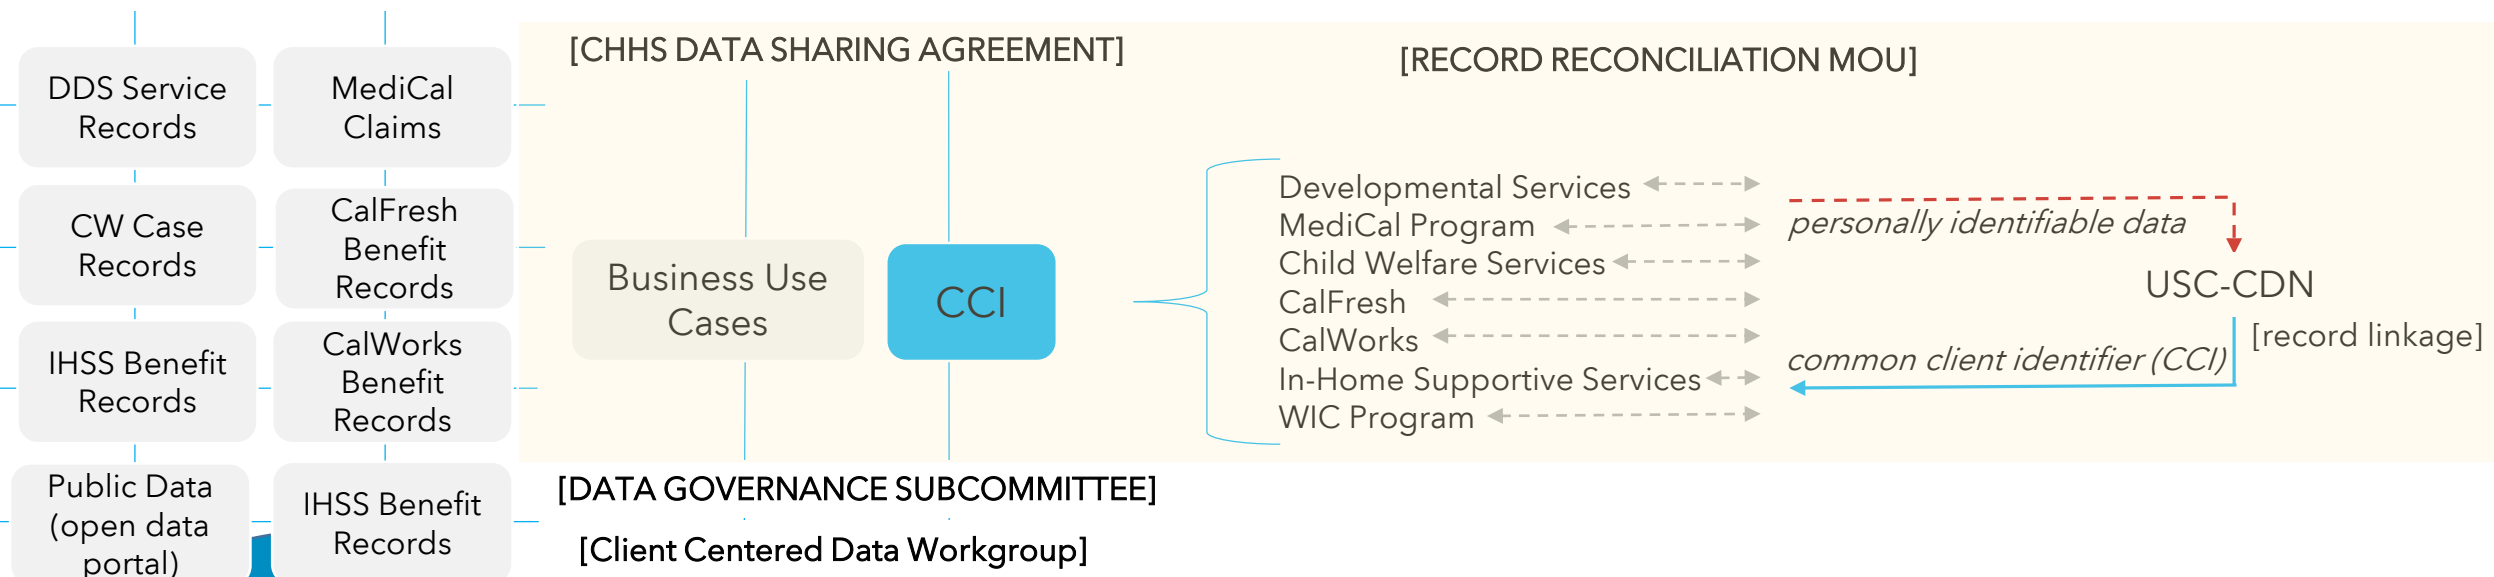 DDS Service
Records
MediCal
Claims
CW Case
Records
CalFresh
Benefit
Records
IHSS Benefit
Records
CalWorks
Benefit
Records
Public Data
(open data
portal)
IHSS Benefit
Records
[CHHS DATA SHARING AGREEMENT]
Business Use
Cases
CCI
[DATA GOVERNANCE SUBCOMMITTEE]
[Client Centered Data Workgroup]
[RECORD RECONCILIATION MOU]
Developmental Services
MediCal Program
Child Welfare Services
CalFresh
CalWorks
In-Home Supportive Services
WIC Program
personally identifiable data
USC-CDN
[record linkage]
common client identifier (CCI)